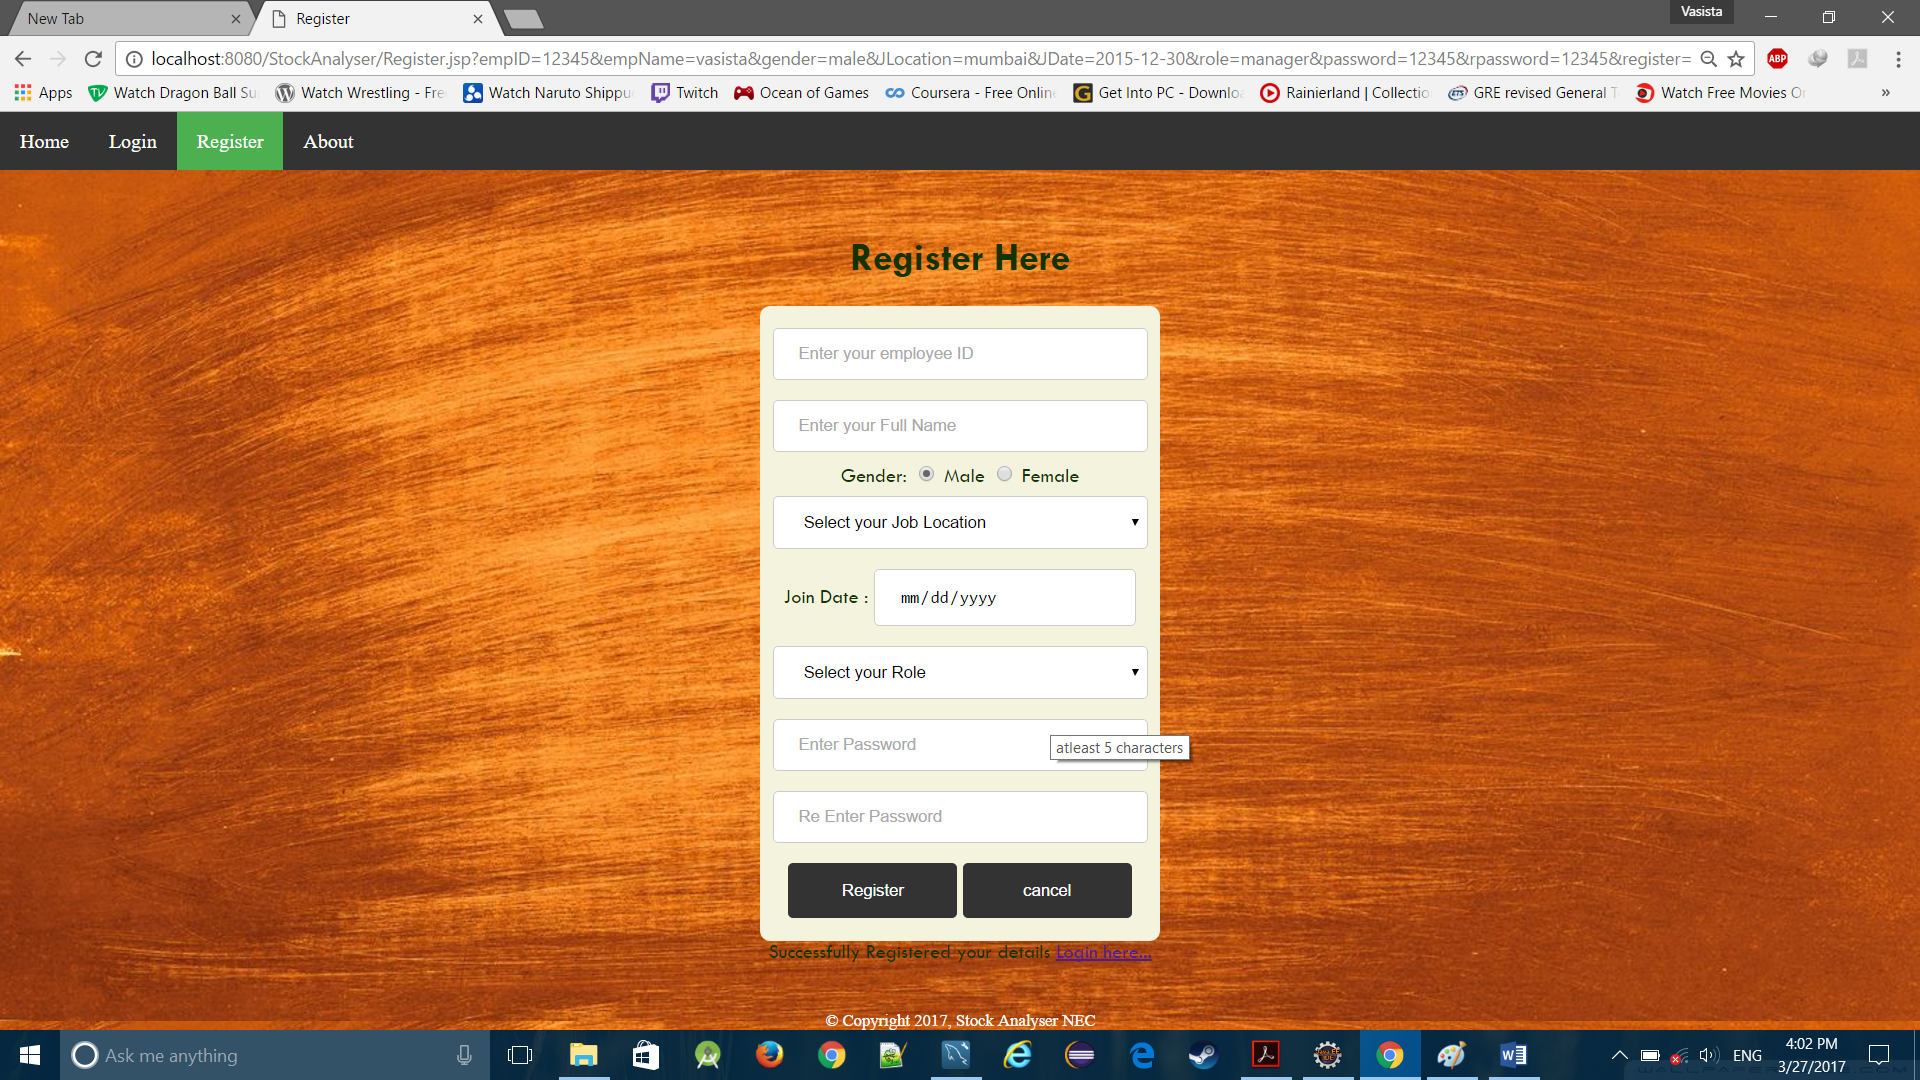 New Tab
Register
Vasista
localhost:8080/StockAnalyser/Register.jsp?empID=12345&empName=vasista&gender=male&JLocation=mumbai&JDate=2015-12-30&role=manager&password=12345&rpassword=12345&register=
ABP
Apps
Watch Dragon Ball Su
Watch Wrestling - Fre
Watch Naruto Shippu
Twitch
Ocean of Games
Coursera - Free Onlin
Get Into PC - Downlo
Rainierland | Collectio
GRE revised General T
Watch Free Movies O
»
Home
Login
Register
About
Register Here
Enter your employee ID
Enter your Full Name
Gender: Male Female
Select your Job Location
Join Date : mm/dd/yyyy
Select your Role
Enter Password
atleast 5 characters
Re Enter Password
Register
cancel
Successfully Registered your details Login here...
© Copyright 2017, Stock Analyser NEC
Ask me anything
ENG
4:02 PM
3/27/2017